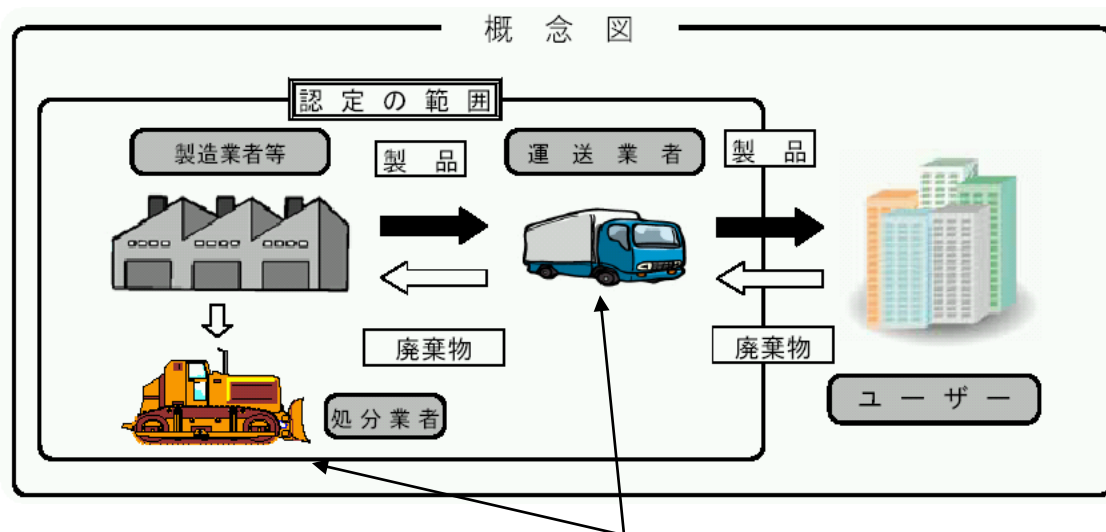 概念図
認定の範囲
製造業者等
製品
運送業者
製品
廃棄物
廃棄物
処分業者
ユーザー